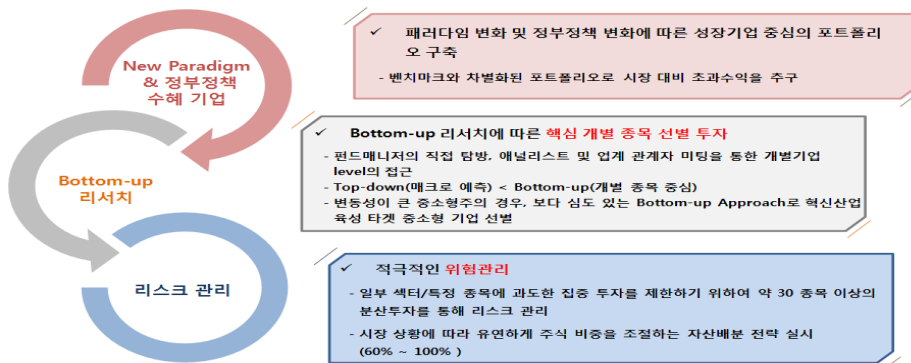 New Paradigm
& 정부정책
수혜 기업
✓ 패러다임 변화 및 정부정책 변화에 따른 성장기업 중심의 포트폴리
오 구축
- 벤치마크와 차별화된 포트폴리오로 시장 대비 초과수익을 추구
Bottom-up
리서치
✓ Bottom-up 리서치에 따른 핵심 개별 종목 선별 투자
- 펀드매니저의 직접 탐방, 애널리스트 및 업계 관계자 미팅을 통한 개별기업
level의 접근
- Top-down(매크로 예측) < Bottom-up(개별 종목 중심)
- 변동성이 큰 중소형주의 경우, 보다 심도 있는 Bottom-up Approach로 혁신산업
육성 타겟 중소형 기업 선별
리스크 관리
✓ 적극적인 위험관리
- 일부 섹터/특정 종목에 과도한 집중 투자를 제한하기 위하여 약 30 종목 이상의
분산투자를 통해 리스크 관리
- 시장 상황에 따라 유연하게 주식 비중을 조절하는 자산배분 전략 실시
(60% ~ 100% )